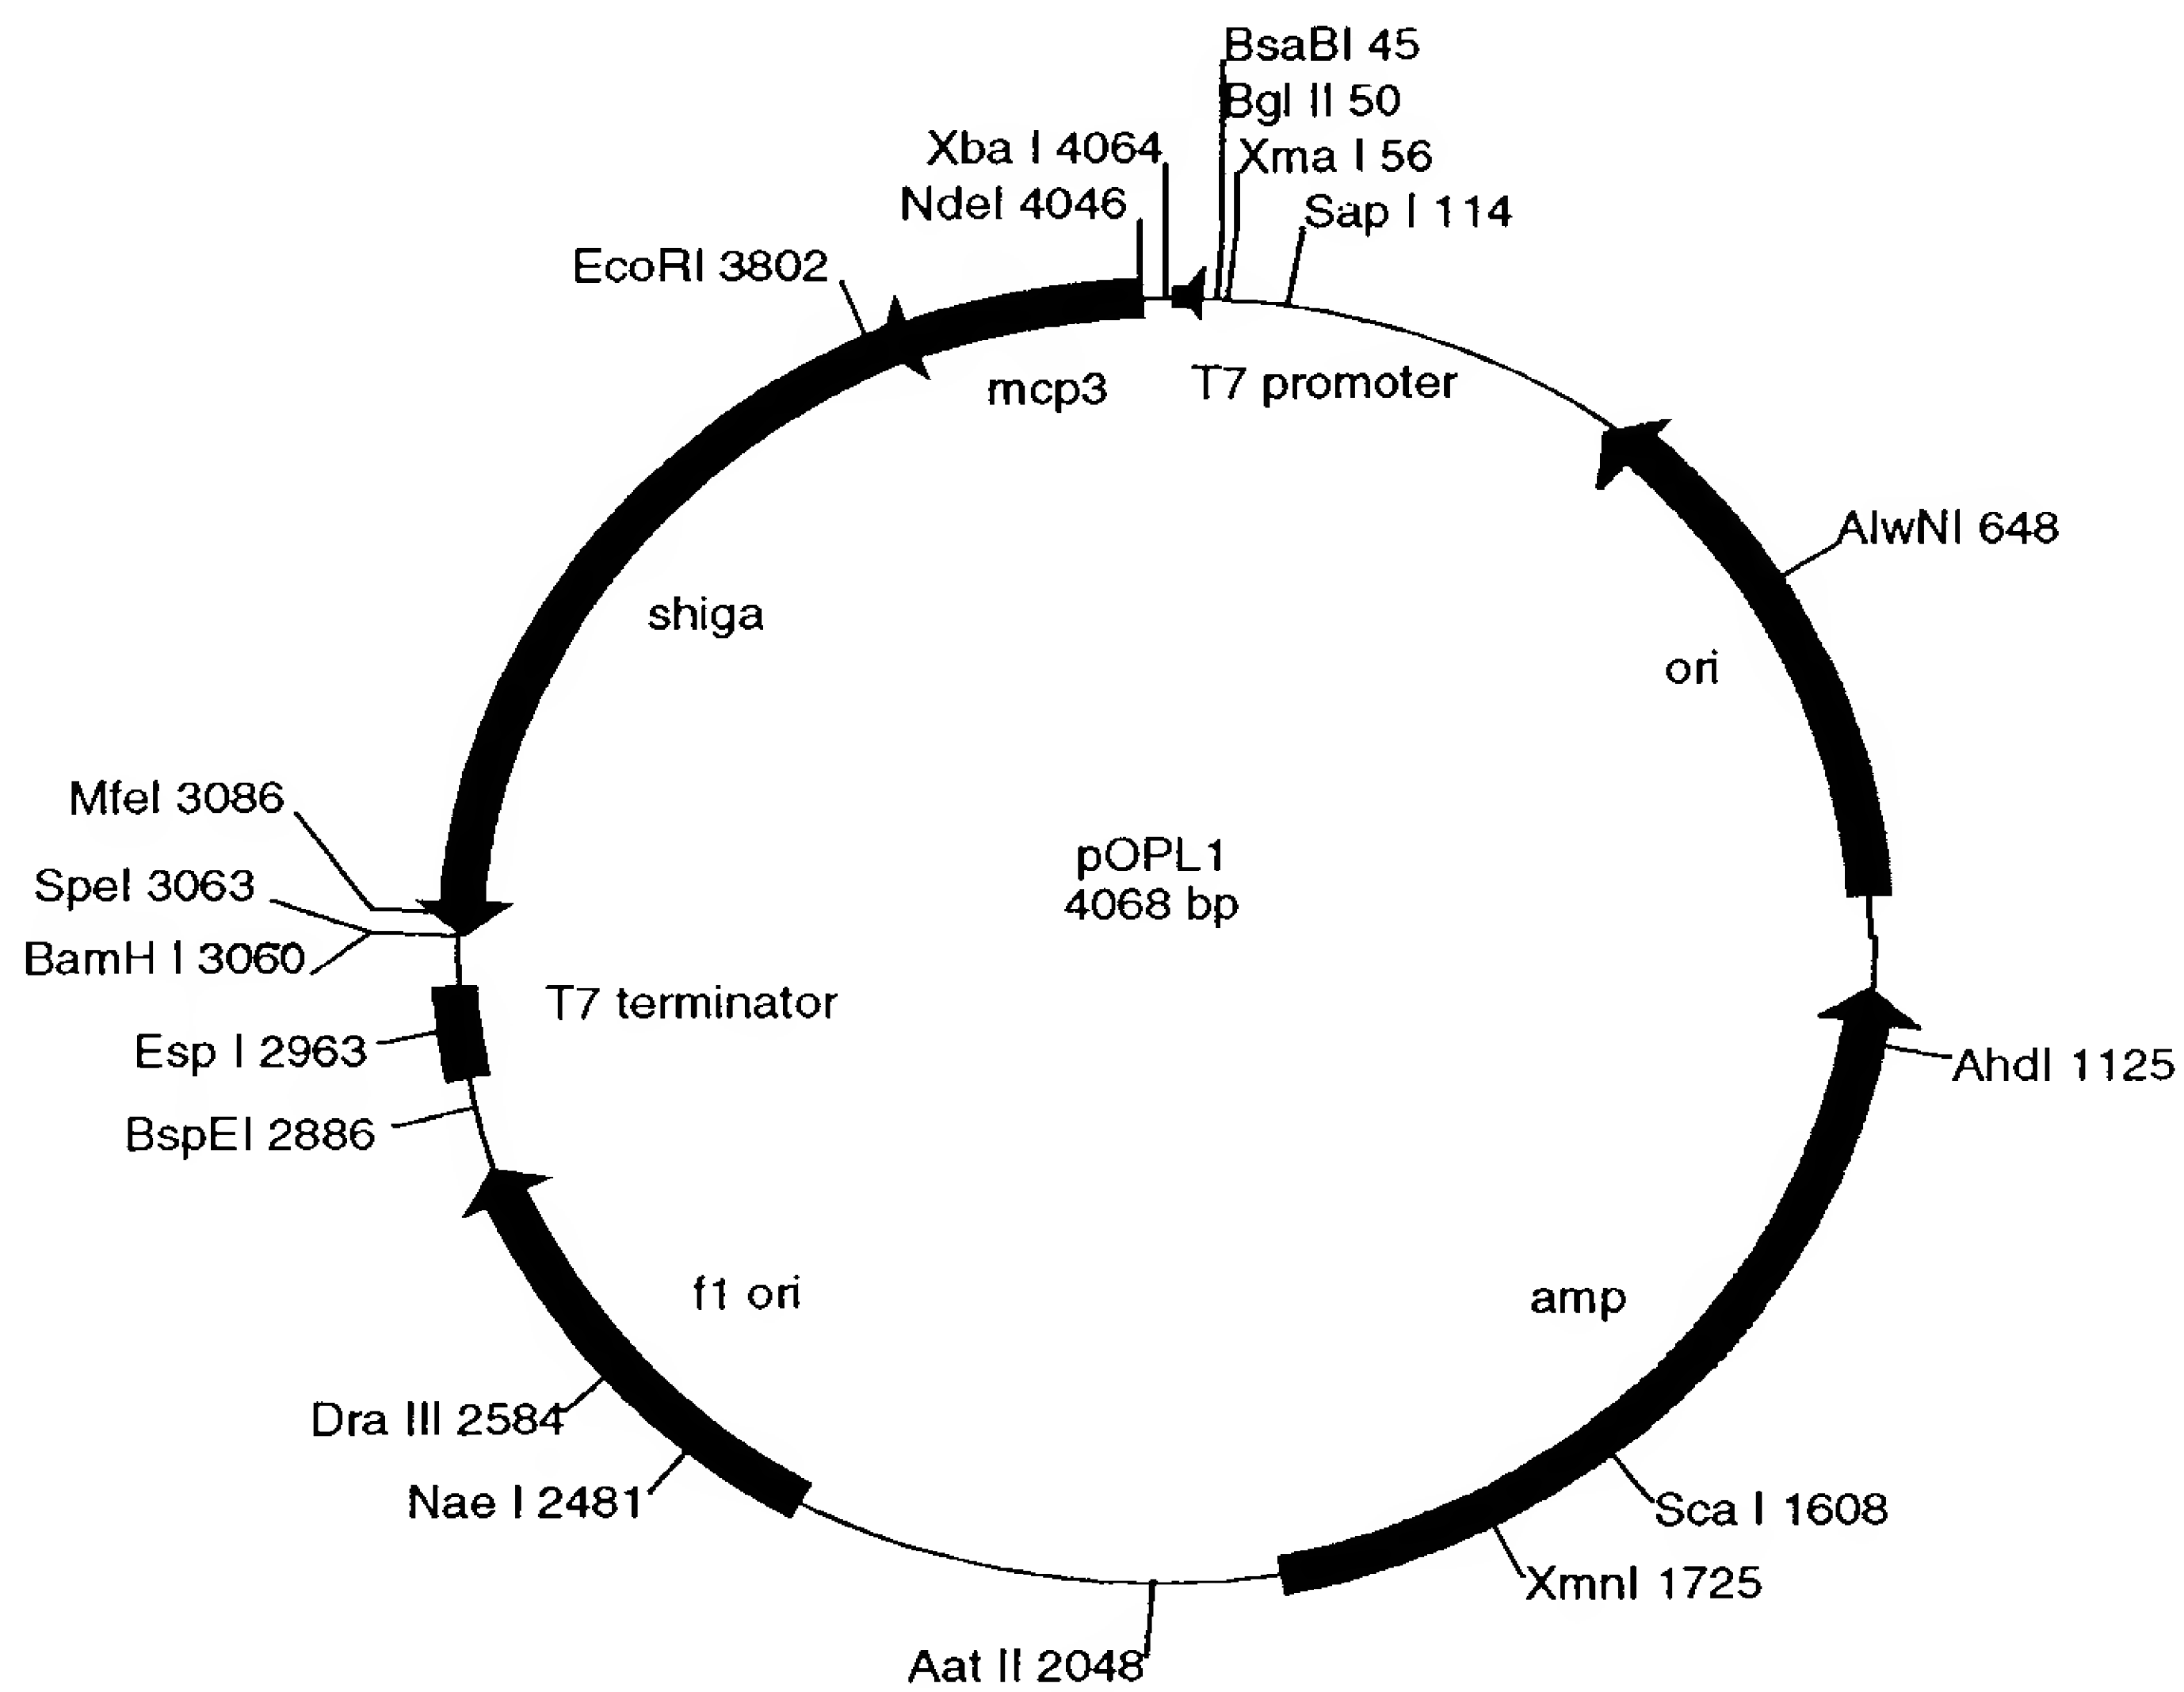 BsaBI 45
Bgl II 50
Xba I 4064
Xma I 56
NdeI 4046
Sap I 114
EcoRI 3802
mcp3
T7 promoter
AlwNI 648
shiga
ori
MfeI 3086
pOPL1
4068 bp
SpeI 3063
BamH I 3060
T7 terminator
Esp I 2963
AhdI 1125
BspEI 2886
f1 ori
amp
Dra III 2584
Nae I 2481
Sca I 1608
XmnI 1725
Aat II 2048